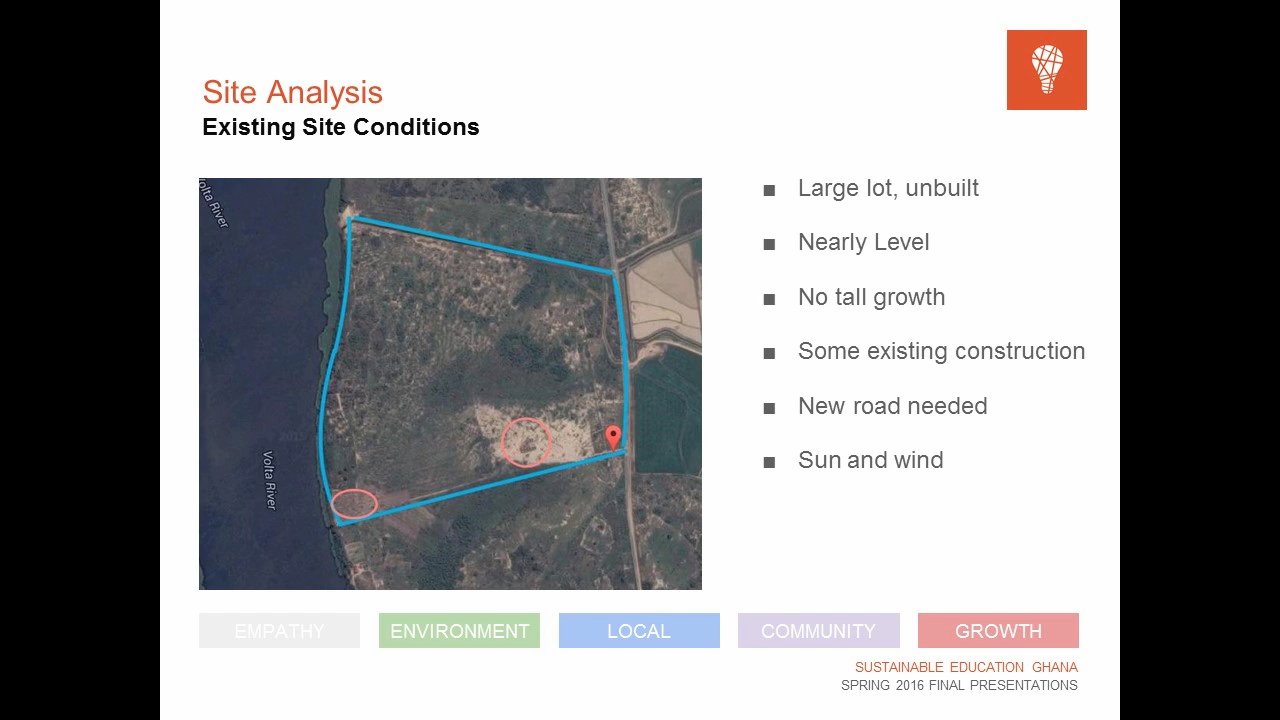 Site Analysis
Existing Site Conditions
Volta River
Volta River
■ Large lot, unbuilt
■ Nearly Level
■ No tall growth
■ Some existing construction
■ New road needed
■ Sun and wind
EMPATHY
ENVIRONMENT
LOCAL
COMMUNITY
GROWTH
SUSTAINABLE EDUCATION GHANA
SPRING 2016 FINAL PRESENTATIONS